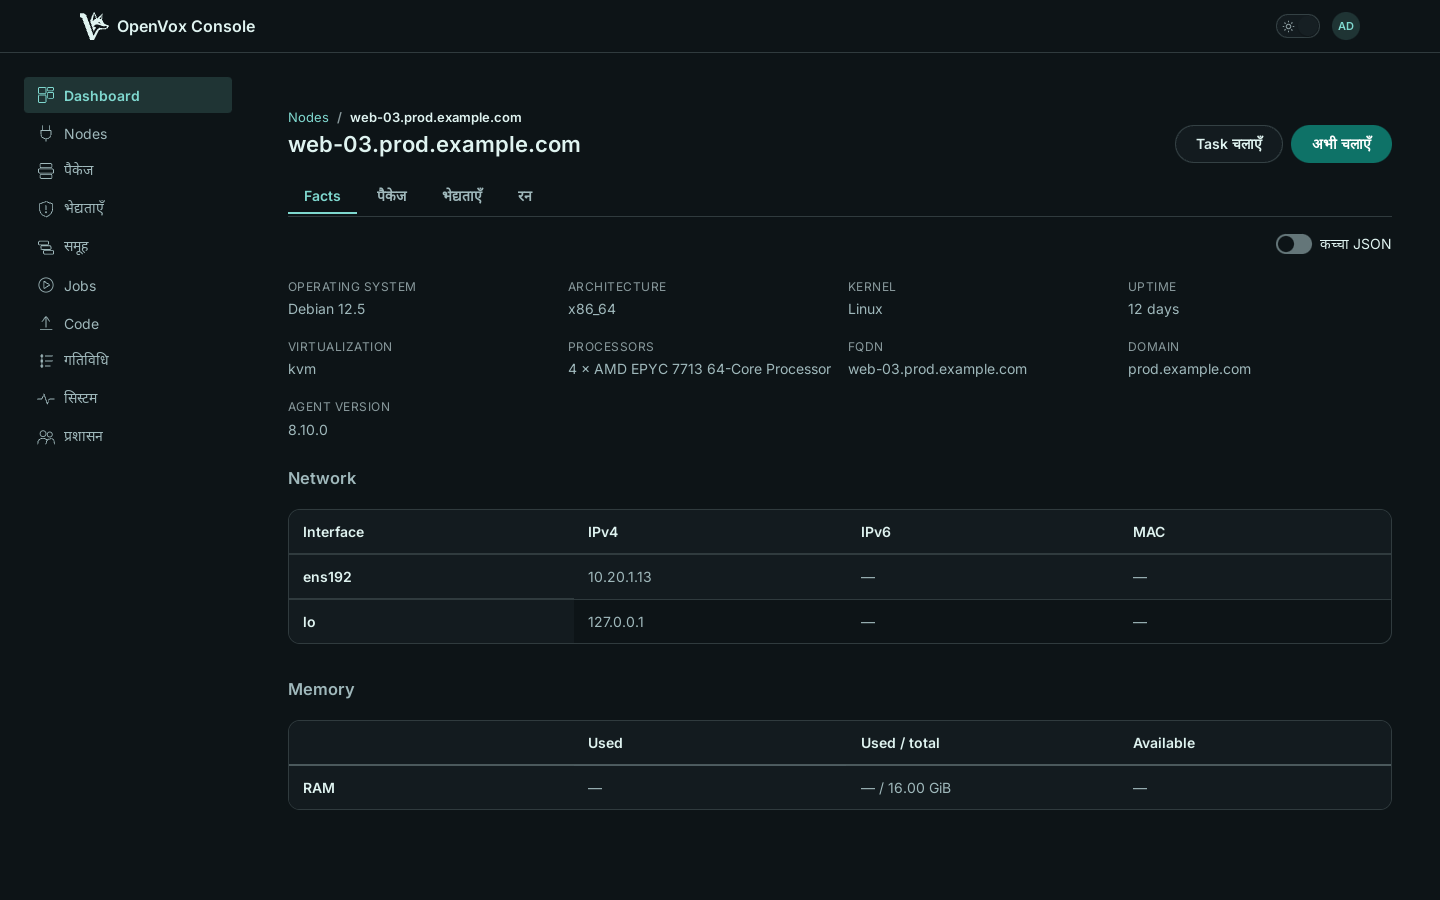 OpenVox Console
AD
Dashboard
Nodes
पैकेज
भेद्यताएँ
समूह
Jobs
Code
गतिविधि
सिस्टम
प्रशासन
Nodes / web-03.prod.example.com
web-03.prod.example.com
Task चलाएँ
अभी चलाएँ
Facts पैकेज भेद्यताएँ रन
कच्चा JSON
OPERATING SYSTEM ARCHITECTURE KERNEL UPTIME
Debian 12.5 x86_64 Linux 12 days
VIRTUALIZATION PROCESSORS FQDN DOMAIN
kvm 4 × AMD EPYC 7713 64-Core Processor web-03.prod.example.com prod.example.com
AGENT VERSION
8.10.0
Network
Interface IPv4 IPv6 MAC
ens192 10.20.1.13 — —
lo 127.0.0.1 — —
Memory
Used Used / total Available
RAM — — / 16.00 GiB —